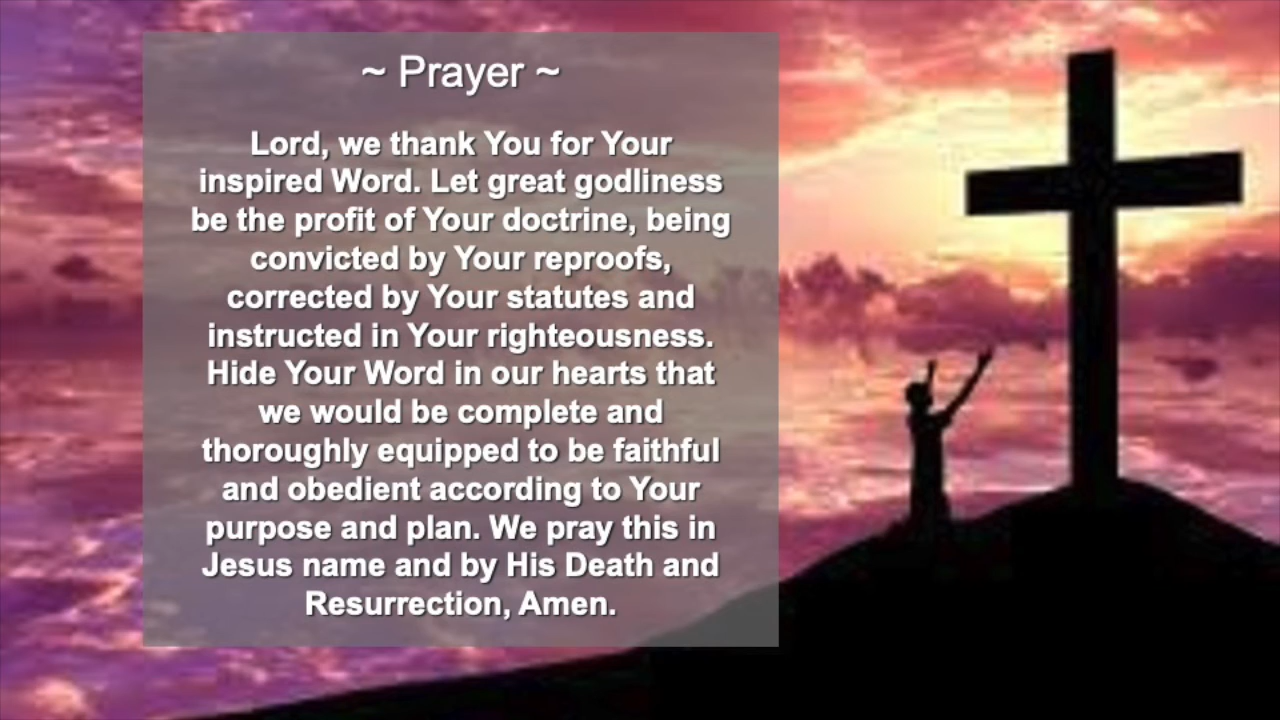 ~ Prayer ~
Lord, we thank You for Your
inspired Word. Let great godliness
be the profit of Your doctrine, being
convicted by Your reproofs,
corrected by Your statutes and
instructed in Your righteousness.
Hide Your Word in our hearts that
we would be complete and
thoroughly equipped to be faithful
and obedient according to Your
purpose and plan. We pray this in
Jesus name and by His Death and
Resurrection, Amen.